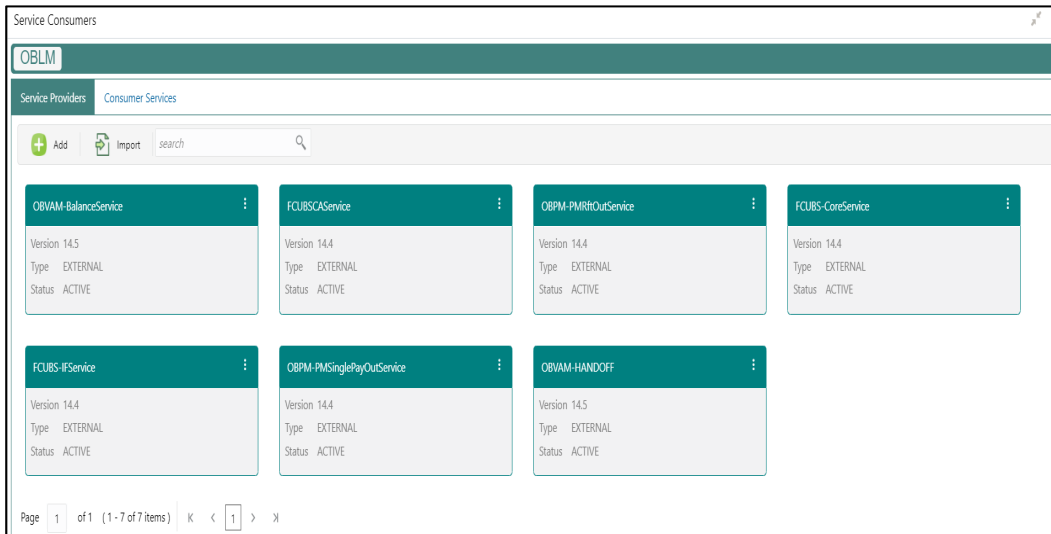 Service Consumers
OBLM
Service Providers Consumer Services
Add Import search
OBVAM-BalanceService
Version 14.5
Type EXTERNAL
Status ACTIVE
FCUBSCAService
Version 14.4
Type EXTERNAL
Status ACTIVE
OBPM-PMRftOutService
Version 14.4
Type EXTERNAL
Status ACTIVE
FCUBS-CoreService
Version 14.4
Type EXTERNAL
Status ACTIVE
FCUBS-IFService
Version 14.4
Type EXTERNAL
Status ACTIVE
OBPM-PMSinglePayOutService
Version 14.4
Type EXTERNAL
Status ACTIVE
OBVAM-HANDOFF
Version 14.5
Type EXTERNAL
Status ACTIVE
Page 1 of 1 (1 - 7 of 7 items) 1